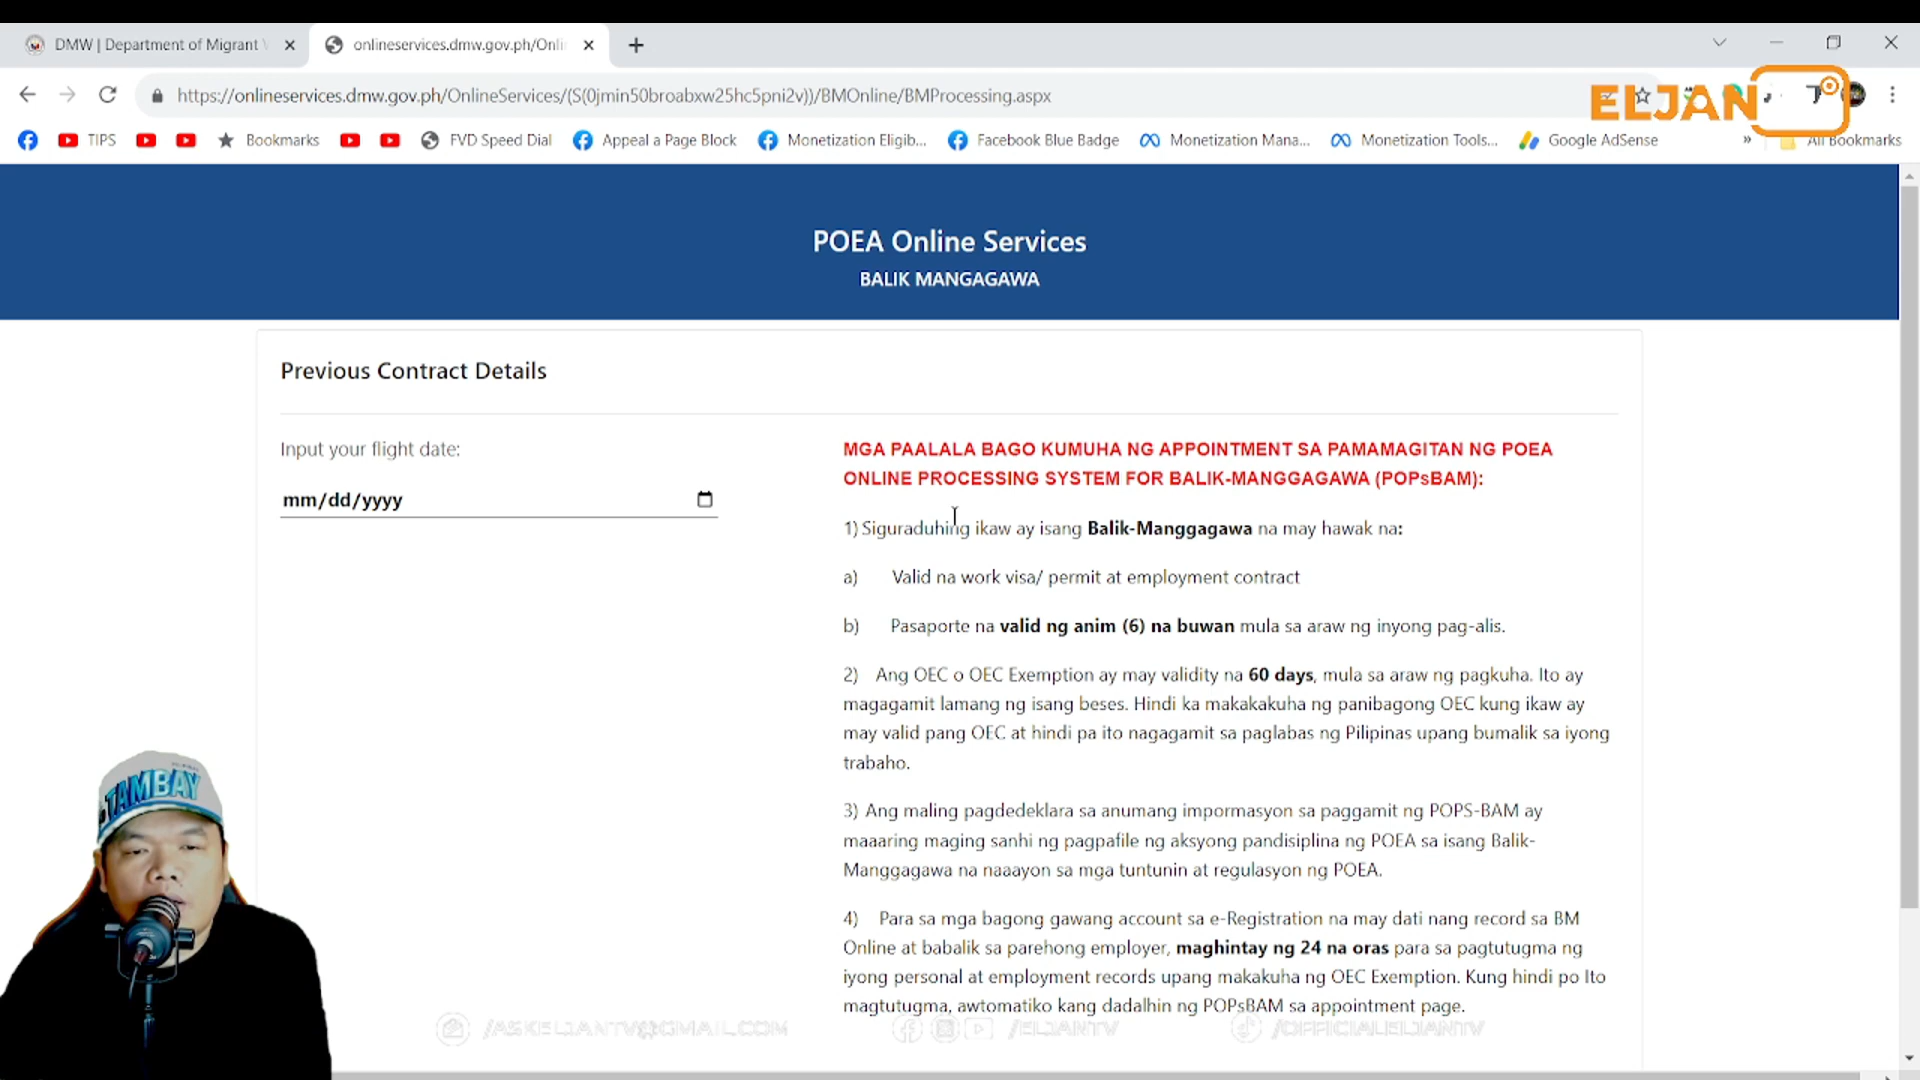 DMW | Department of Migrant
onlineservices.dmw.gov.ph/Onli
https://onlineservices.dmw.gov.ph/OnlineServices/(S(0jmin50broabxw25hc5pni2v))/BMOnline/BMProcessing.aspx
ELJAN
TIPS
Bookmarks
FVD Speed Dial
Appeal a Page Block
Monetization Eligib...
Facebook Blue Badge
Monetization Mana...
Monetization Tools...
Google AdSense
»
All Bookmarks
POEA Online Services
BALIK MANGAGAWA
Previous Contract Details
Input your flight date:
mm/dd/yyyy
MGA PAALALA BAGO KUMUHA NG APPOINTMENT SA PAMAMAGITAN NG POEA
ONLINE PROCESSING SYSTEM FOR BALIK-MANGGAGAWA (POPsBAM):
1) Siguraduhing ikaw ay isang Balik-Manggagawa na may hawak na:
a) Valid na work visa/ permit at employment contract
b) Pasaporte na valid ng anim (6) na buwan mula sa araw ng inyong pag-alis.
2) Ang OEC o OEC Exemption ay may validity na 60 days, mula sa araw ng pagkuha. Ito ay
magagamit lamang ng isang beses. Hindi ka makakakuha ng panibagong OEC kung ikaw ay
may valid pang OEC at hindi pa ito nagagamit sa paglabas ng Pilipinas upang bumalik sa iyong
trabaho.
3) Ang maling pagdedeklara sa anumang impormasyon sa paggamit ng POPS-BAM ay
maaaring maging sanhi ng pagpafile ng aksyong pandisiplina ng POEA sa isang Balik-
Manggagawa na naaayon sa mga tuntunin at regulasyon ng POEA.
4) Para sa mga bagong gawang account sa e-Registration na may dati nang record sa BM
Online at babalik sa parehong employer, maghintay ng 24 na oras para sa pagtutugma ng
iyong personal at employment records upang makakuha ng OEC Exemption. Kung hindi po Ito
magtutugma, awtomatiko kang dadalhin ng POPsBAM sa appointment page.
TAMBAY
/ASKELJANTV@GMAIL.COM
/ELJANTV
/OFFICIALELJANTV